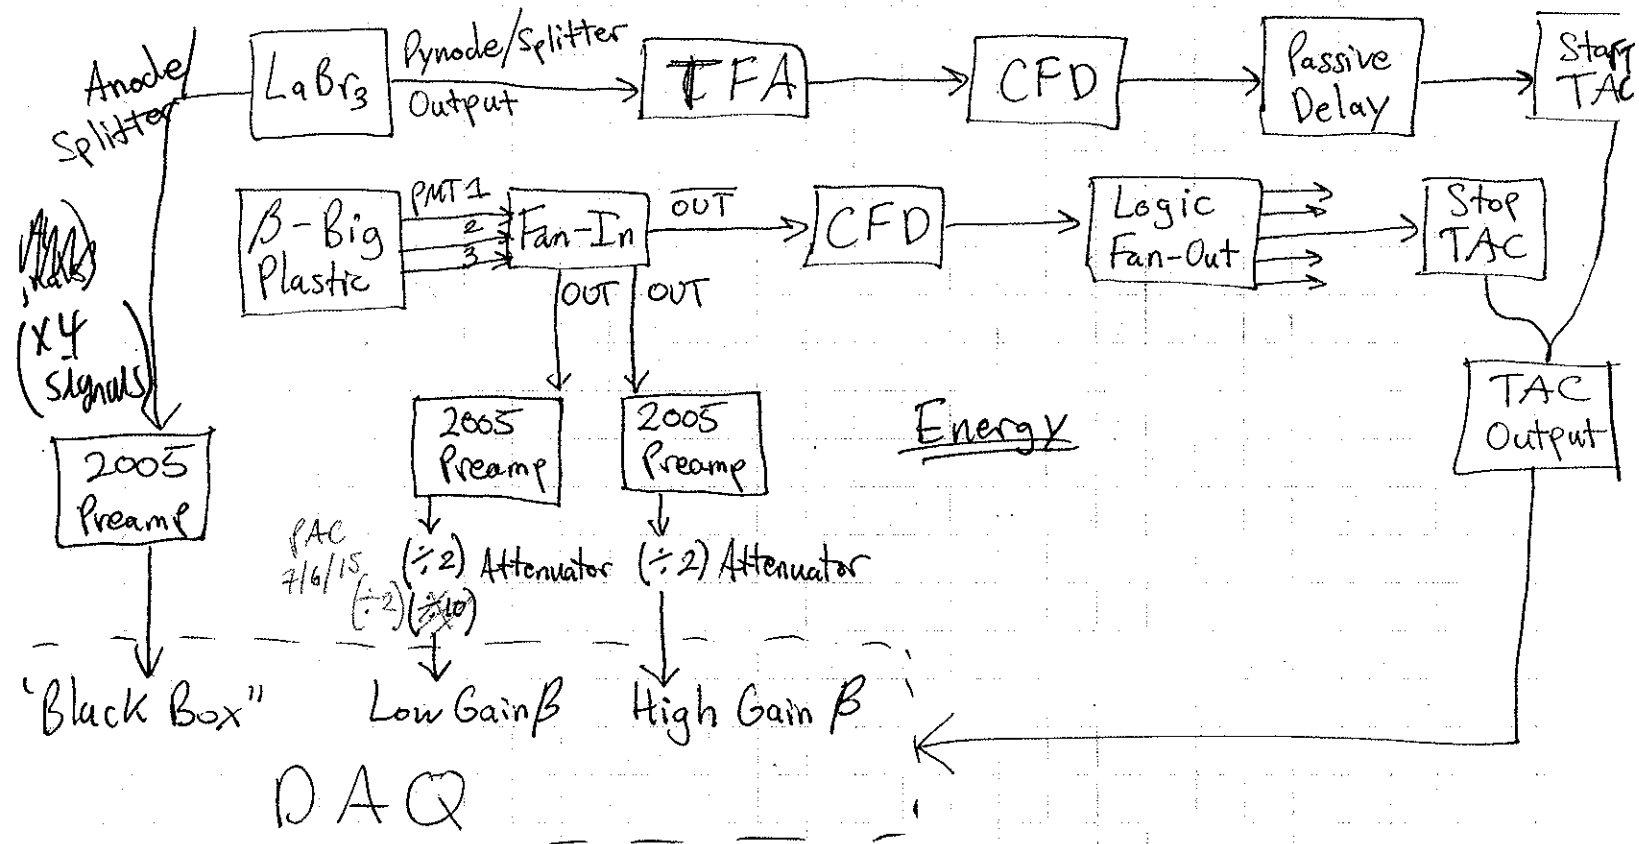 Anode/
Splitter
LaBr3
Dynode/Splitter
Output
TFA
CFD
Passive
Delay
Start
TAC
β-Big
Plastic
PMT1
2
3
Fan-In
OUT
CFD
Logic
Fan-Out
Stop
TAC
OUT
OUT
(x4
signals)
2005
Preamp
2005
Preamp
2005
Preamp
Energy
TAC
Output
PAC
7/6/15
(÷2) Attenuator
(÷2) Attenuator
(÷2)
"Black Box"
Low Gain β
High Gain β
DAQ